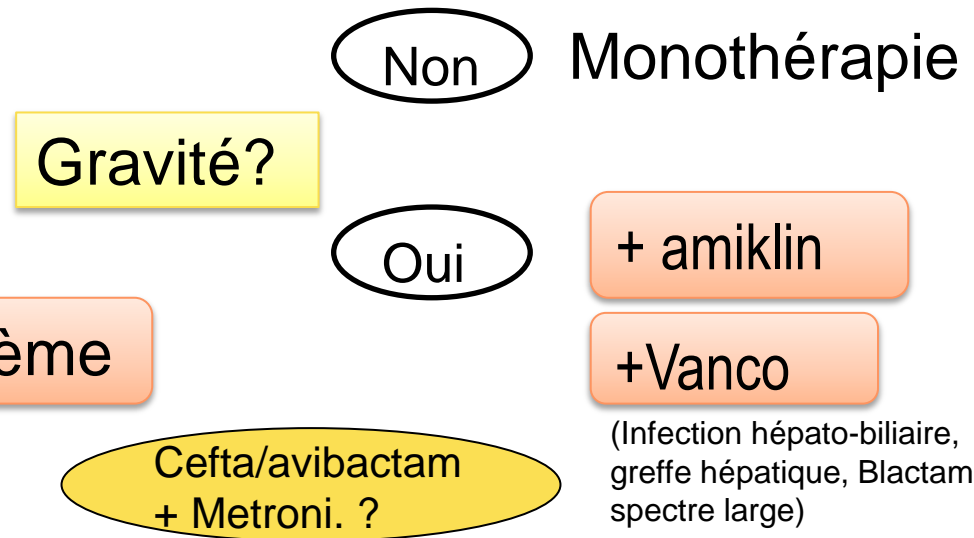 Non
Monothérapie
Gravité?
Oui
+ amiklin
ème
+Vanco
Cefta/avibactam
+ Metroni. ?
(Infection hépato-biliaire,
greffe hépatique, Blactam
spectre large)